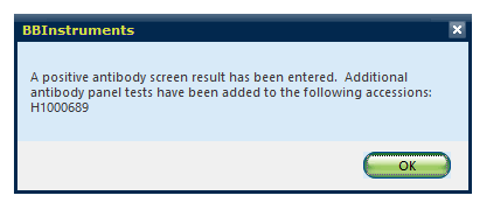 BBInstruments
A positive antibody screen result has been entered.  Additional
antibody panel tests have been added to the following accessions:
H1000689
OK